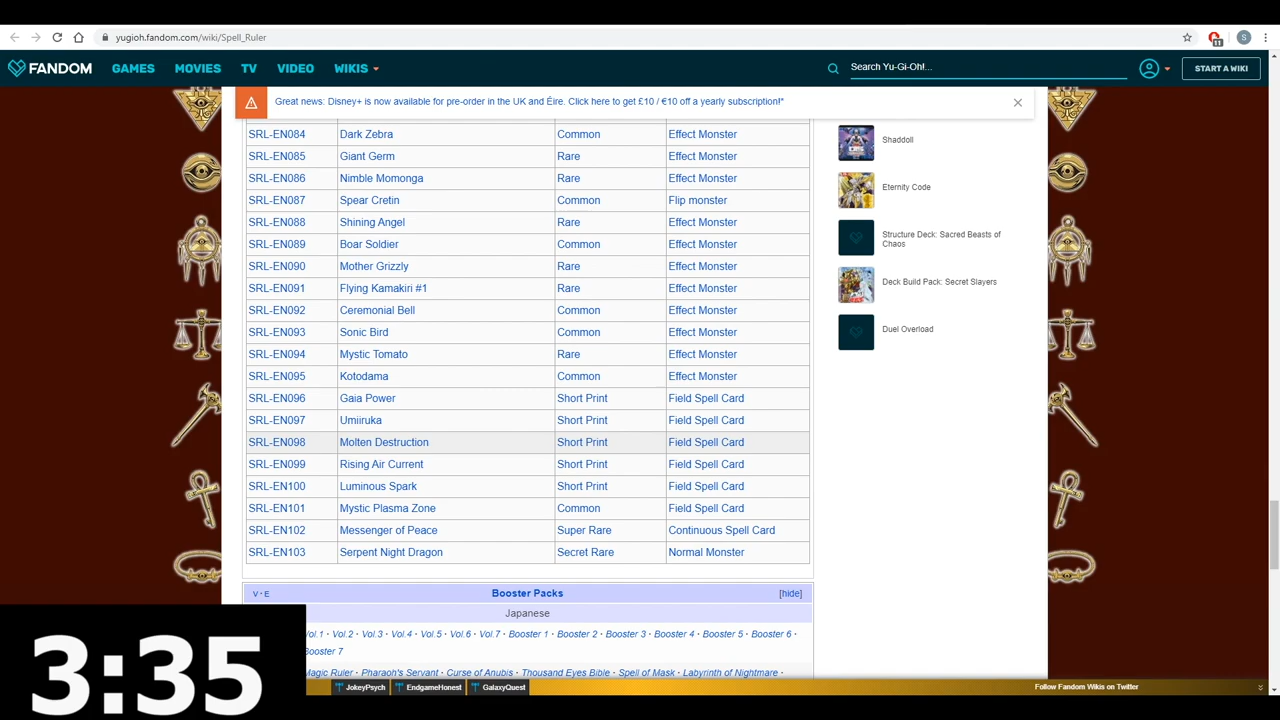 yugioh.fandom.com/wiki/Spell_Ruler
11
S
FANDOM
GAMES
MOVIES
TV
VIDEO
WIKIS
Search Yu-Gi-Oh!...
START A WIKI
Great news: Disney+ is now available for pre-order in the UK and Éire. Click here to get £10 / €10 off a yearly subscription!*
SRL-EN084 Dark Zebra Common Effect Monster
SRL-EN085 Giant Germ Rare Effect Monster
SRL-EN086 Nimble Momonga Rare Effect Monster
SRL-EN087 Spear Cretin Common Flip monster
SRL-EN088 Shining Angel Rare Effect Monster
SRL-EN089 Boar Soldier Common Effect Monster
SRL-EN090 Mother Grizzly Rare Effect Monster
SRL-EN091 Flying Kamakiri #1 Rare Effect Monster
SRL-EN092 Ceremonial Bell Common Effect Monster
SRL-EN093 Sonic Bird Common Effect Monster
SRL-EN094 Mystic Tomato Rare Effect Monster
SRL-EN095 Kotodama Common Effect Monster
SRL-EN096 Gaia Power Short Print Field Spell Card
SRL-EN097 Umiiruka Short Print Field Spell Card
SRL-EN098 Molten Destruction Short Print Field Spell Card
SRL-EN099 Rising Air Current Short Print Field Spell Card
SRL-EN100 Luminous Spark Short Print Field Spell Card
SRL-EN101 Mystic Plasma Zone Common Field Spell Card
SRL-EN102 Messenger of Peace Super Rare Continuous Spell Card
SRL-EN103 Serpent Night Dragon Secret Rare Normal Monster
Shaddoll
Eternity Code
Structure Deck: Sacred Beasts of
Chaos
Deck Build Pack: Secret Slayers
Duel Overload
V · E Booster Packs [hide]
Japanese
Vol.2 · Vol.3 · Vol.4 · Vol.5 · Vol.6 · Vol.7 · Booster 1 · Booster 2 · Booster 3 · Booster 4 · Booster 5 · Booster 6 ·
Booster 7
Magic Ruler · Pharaoh's Servant · Curse of Anubis · Thousand Eyes Bible · Spell of Mask · Labyrinth of Nightmare ·
3:35
JokeyPsych
EndgameHonest
GalaxyQuest
Follow Fandom Wikis on Twitter